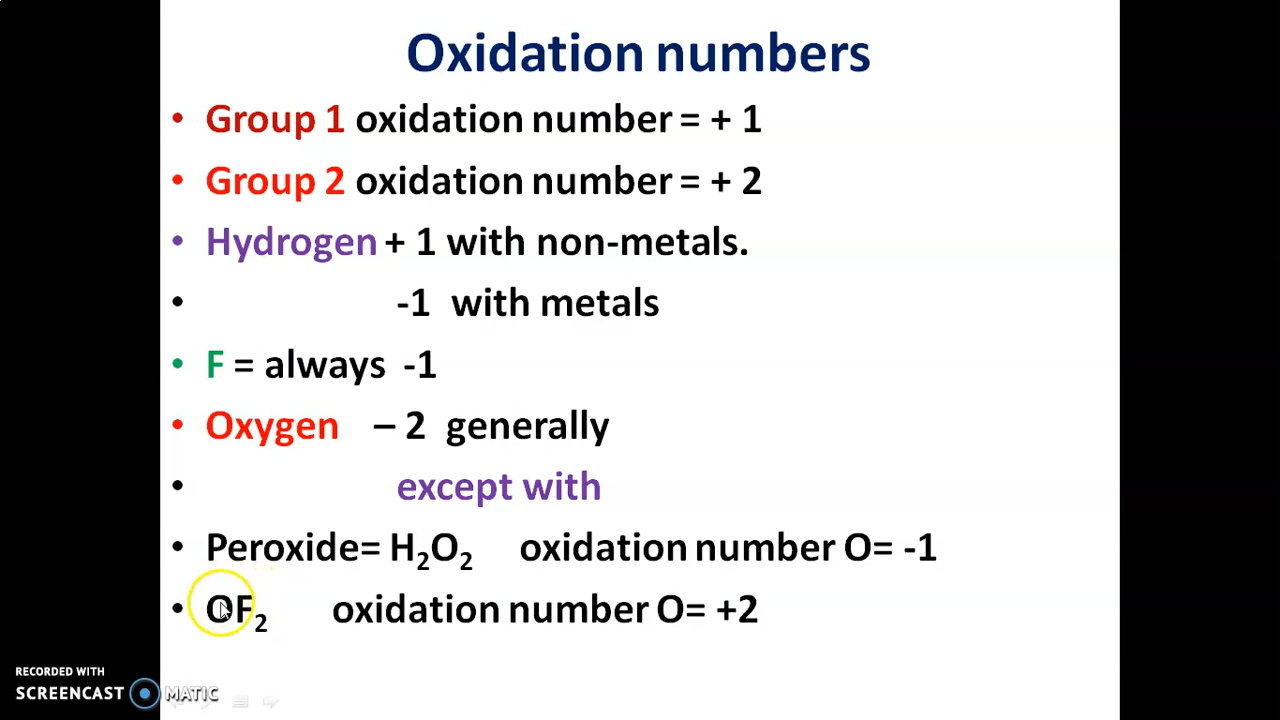 Oxidation numbers
• Group 1 oxidation number = + 1
• Group 2 oxidation number = + 2
• Hydrogen + 1 with non-metals.
• -1 with metals
• F = always -1
• Oxygen – 2 generally
• except with
• Peroxide= H₂O₂ oxidation number O= -1
• OF₂ oxidation number O= +2
RECORDED WITH
SCREENCAST MATIC